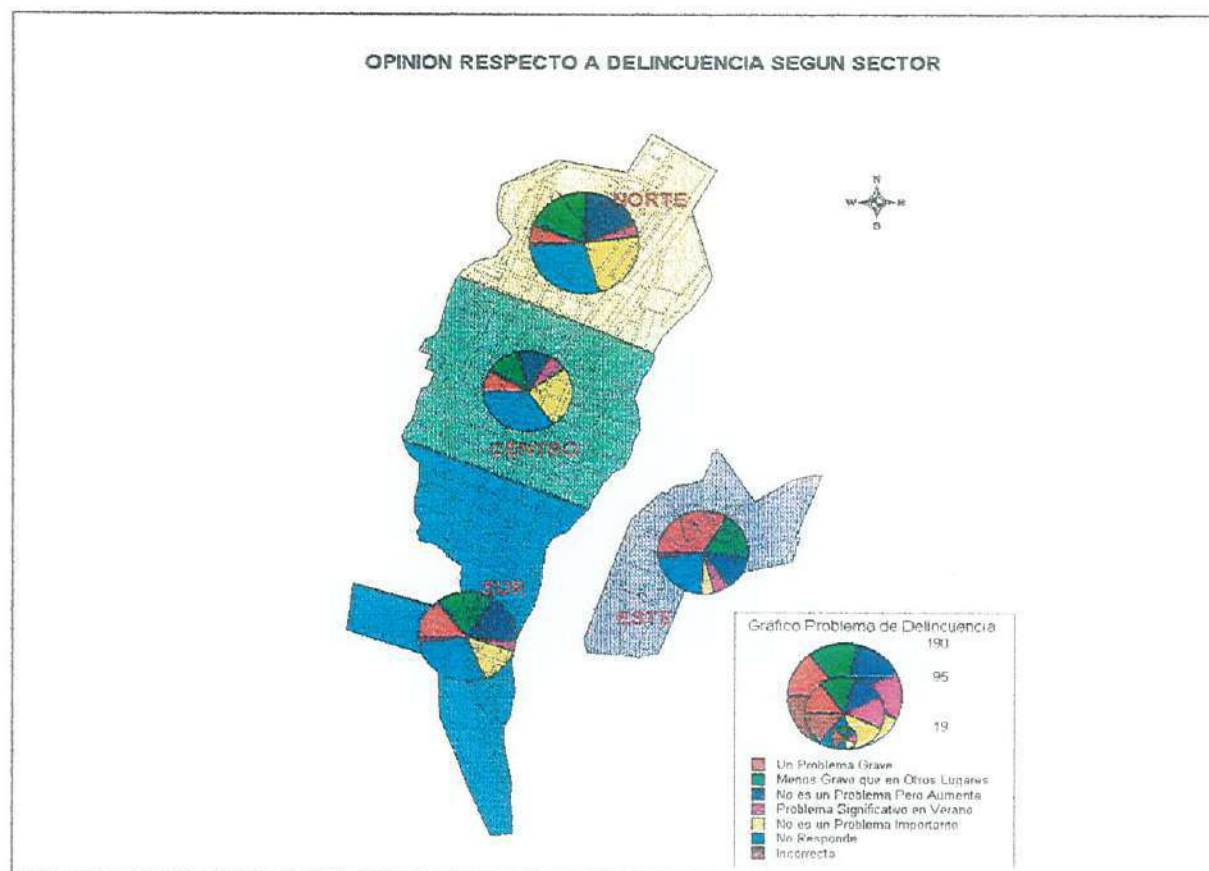 OPINION RESPECTO A DELINCUENCIA SEGUN SECTOR
N
W E
S
NORTE
CENTRO
SUR
ESTE
Gráfico Problema de Delincuencia
190
95
19
Un Problema Grave
Menos Grave que en Otros Lugares
No es un Problema Pero Aumenta
Problema Significativo en Verano
No es un Problema Importante
No Responde
Incorrecto